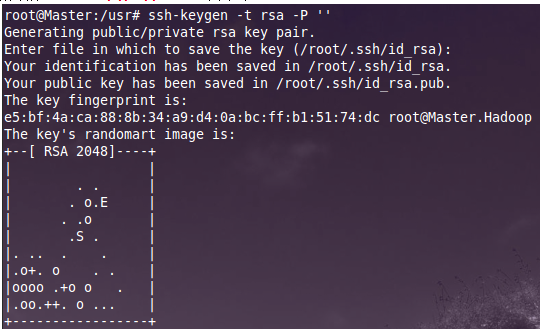 root@Master:/usr# ssh-keygen -t rsa -P ''
Generating public/private rsa key pair.
Enter file in which to save the key (/root/.ssh/id_rsa):
Your identification has been saved in /root/.ssh/id_rsa.
Your public key has been saved in /root/.ssh/id_rsa.pub.
The key fingerprint is:
e5:bf:4a:ca:88:8b:34:a9:d4:0a:bc:ff:b1:51:74:dc root@Master.Hadoop
The key's randomart image is:
+--[ RSA 2048]----+
|                 |
|        . .      |
|       . o.E     |
|      . .o       |
|       .S .      |
|. ..  .    .     |
|.o+. o    . .    |
|oooo .+o o   .   |
|.oo.++. o ...    |
+-----------------+